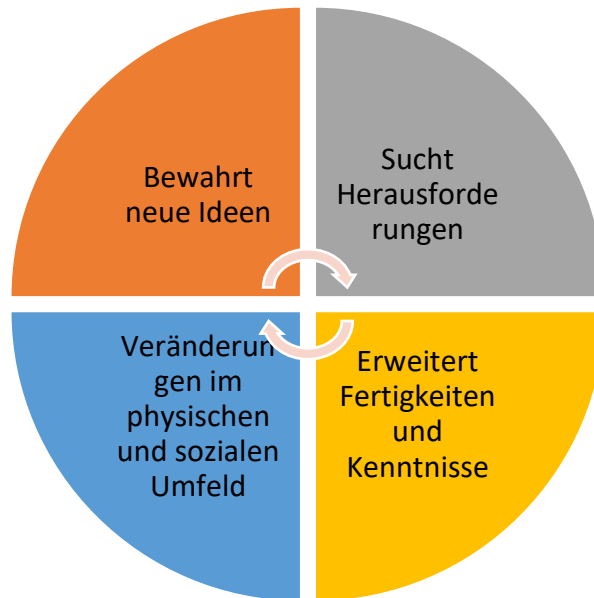 Bewahrt
neue Ideen
Sucht
Herausforde
rungen
Veränderun
gen im
physischen
und sozialen
Umfeld
Erweitert
Fertigkeiten
und
Kenntnisse